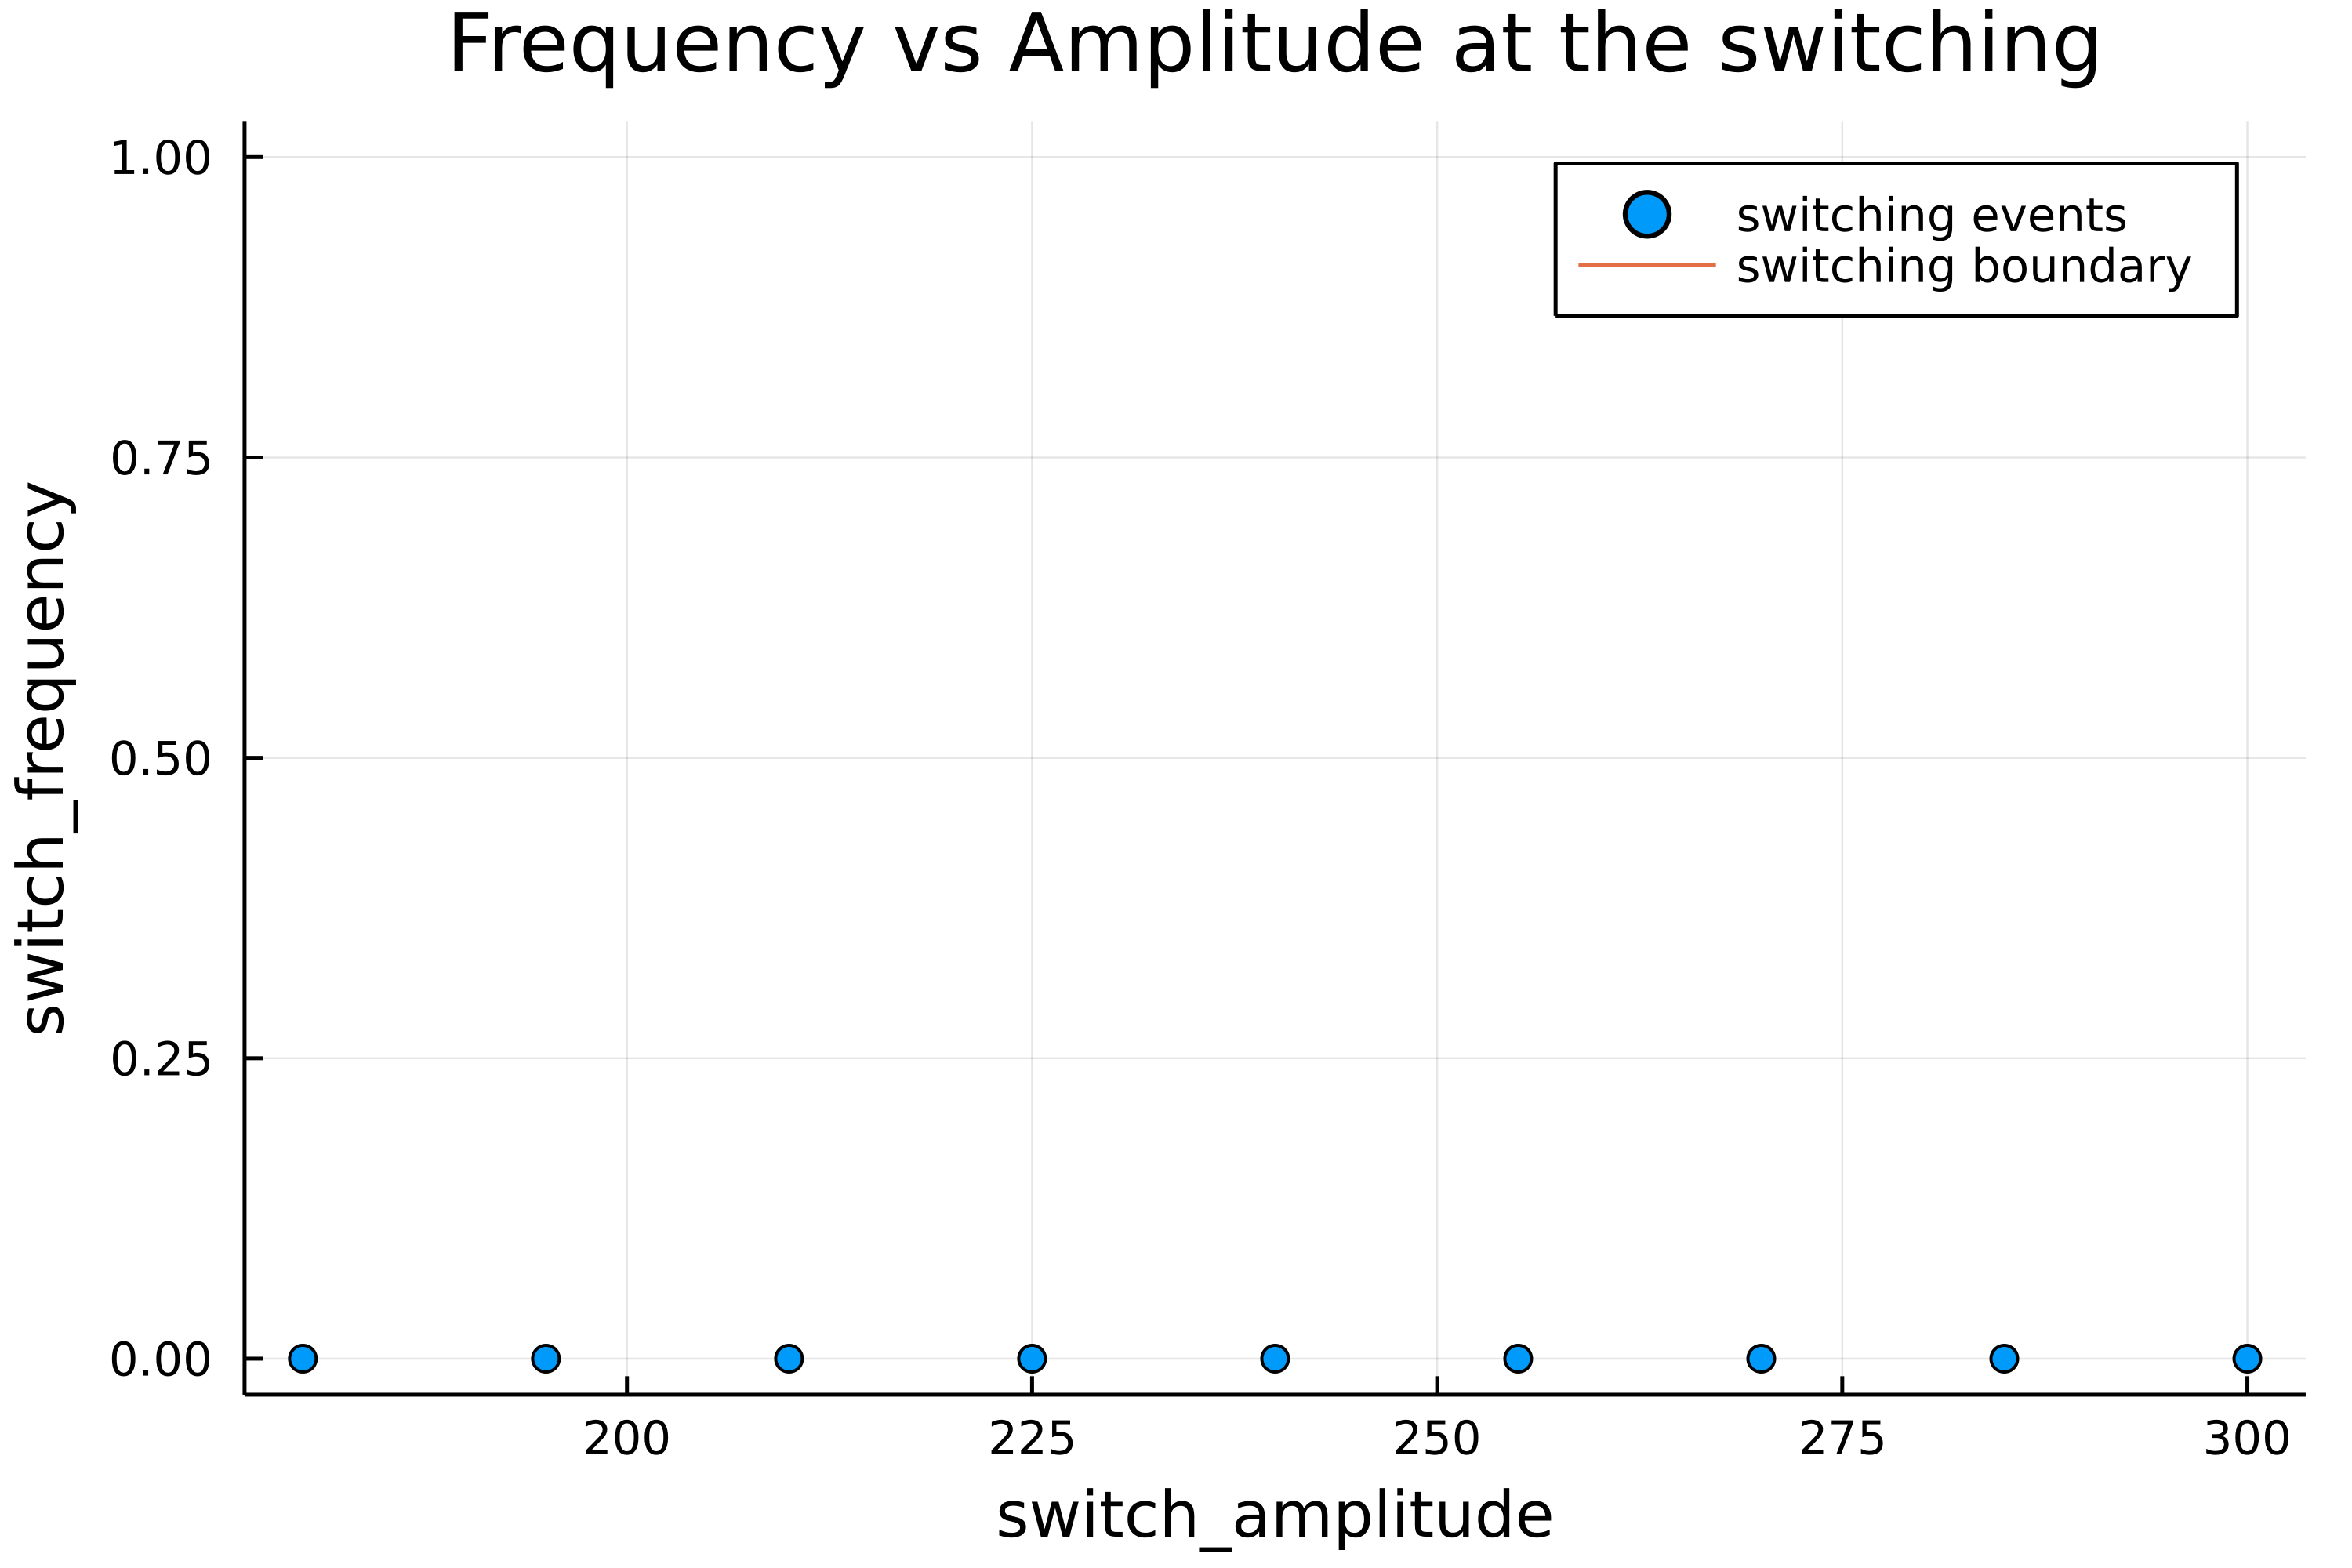 Frequency vs Amplitude at the switching
switching events
switching boundary
1.00
0.75
0.50
0.25
0.00
switch_frequency
200 225 250 275 300
switch_amplitude